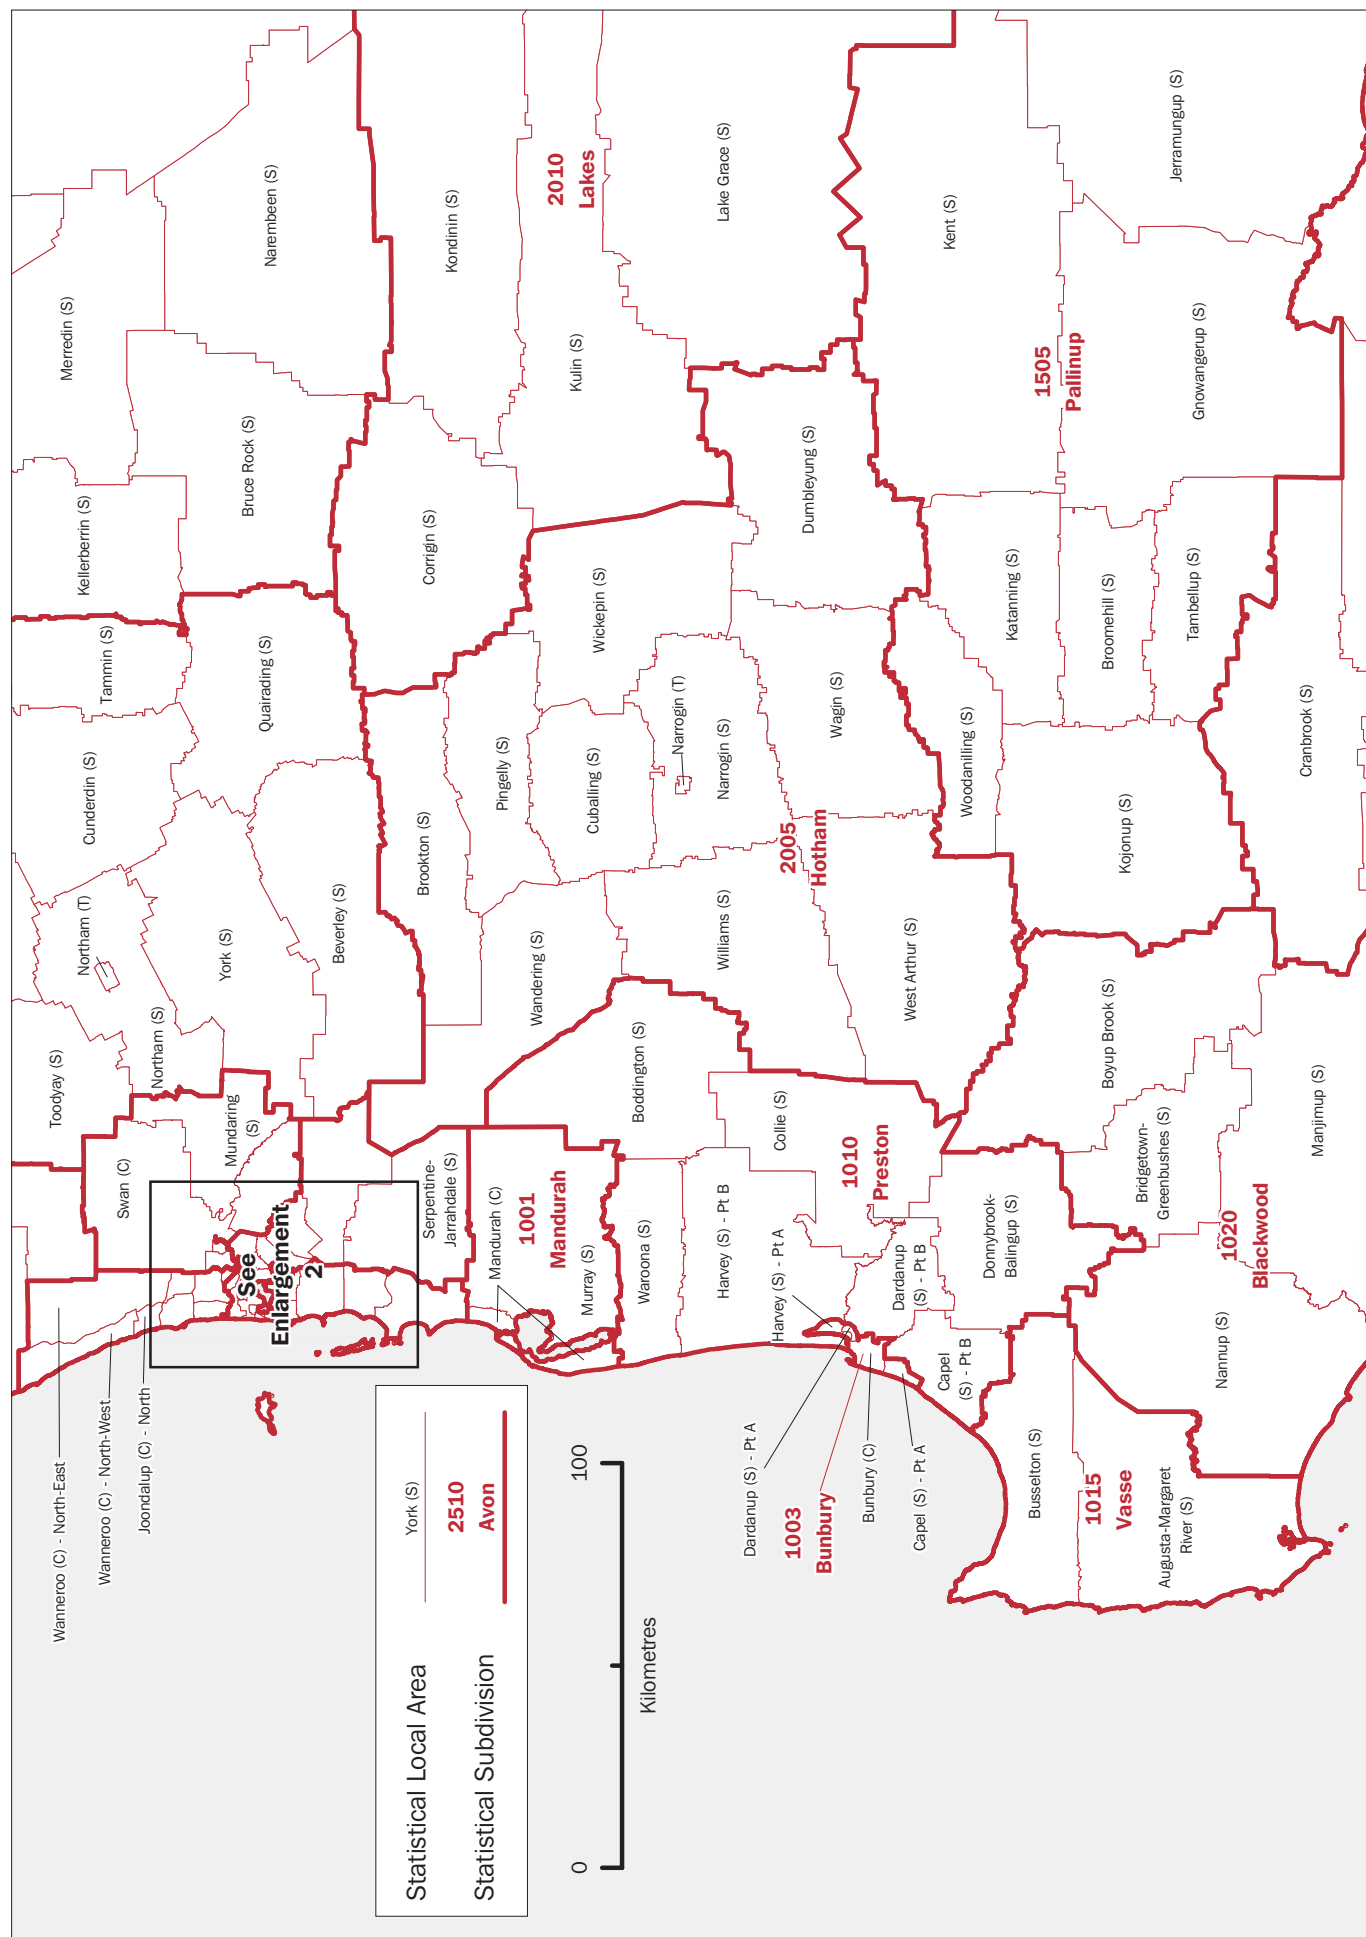 Wanneroo (C) - North-East
Wanneroo (C) - North-West
Joondalup (C) - North
Toodyay (S)
Northam (T)
Northam (S)
Cunderdin (S)
Tammin (S)
Kellerberrin (S)
Merredin (S)
Swan (C)
Mundaring
(S)
York (S)
Quairading (S)
Bruce Rock (S)
Narembeen (S)
See
Enlargement
2
Beverley (S)
Serpentine-
Jarrahdale (S)
Brookton (S)
Corrigin (S)
Kondinin (S)
Mandurah (C)
1001
Mandurah
Murray (S)
Wandering (S)
Pingelly (S)
Cuballing (S)
Wickepin (S)
Kulin (S)
2010
Lakes
Waroona (S)
Boddington (S)
Narrogin (T)
Narrogin (S)
Harvey (S) - Pt B
Williams (S)
Lake Grace (S)
Harvey (S) - Pt A
Collie (S)
2005
Hotham
Wagin (S)
Dumbleyung (S)
Dardanup (S) - Pt A
1003
Bunbury
Bunbury (C)
Capel (S) - Pt A
1010
Preston
Dardanup
(S) - Pt B
Capel
(S) - Pt B
Donnybrook-
Balingup (S)
West Arthur (S)
Woodanilling (S)
Katanning (S)
Kent (S)
1505
Pallinup
Busselton (S)
1015
Vasse
Augusta-Margaret
River (S)
Boyup Brook (S)
Bridgetown-
Greenbushes (S)
Kojonup (S)
Broomehill (S)
Tambellup (S)
Gnowangerup (S)
Jerramungup (S)
Nannup (S)
1020
Blackwood
Manjimup (S)
Cranbrook (S)
Statistical Local Area
York (S)
Statistical Subdivision
2510
Avon
0
100
Kilometres